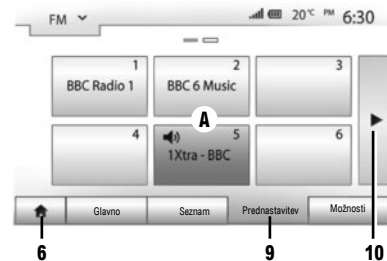 FM 20°C PM 6:30
1 2 3
BBC Radio 1 BBC 6 Music
A
4 5 6
1Xtra - BBC
Glavno Seznam Prednastavitev Možnosti
6 9 10